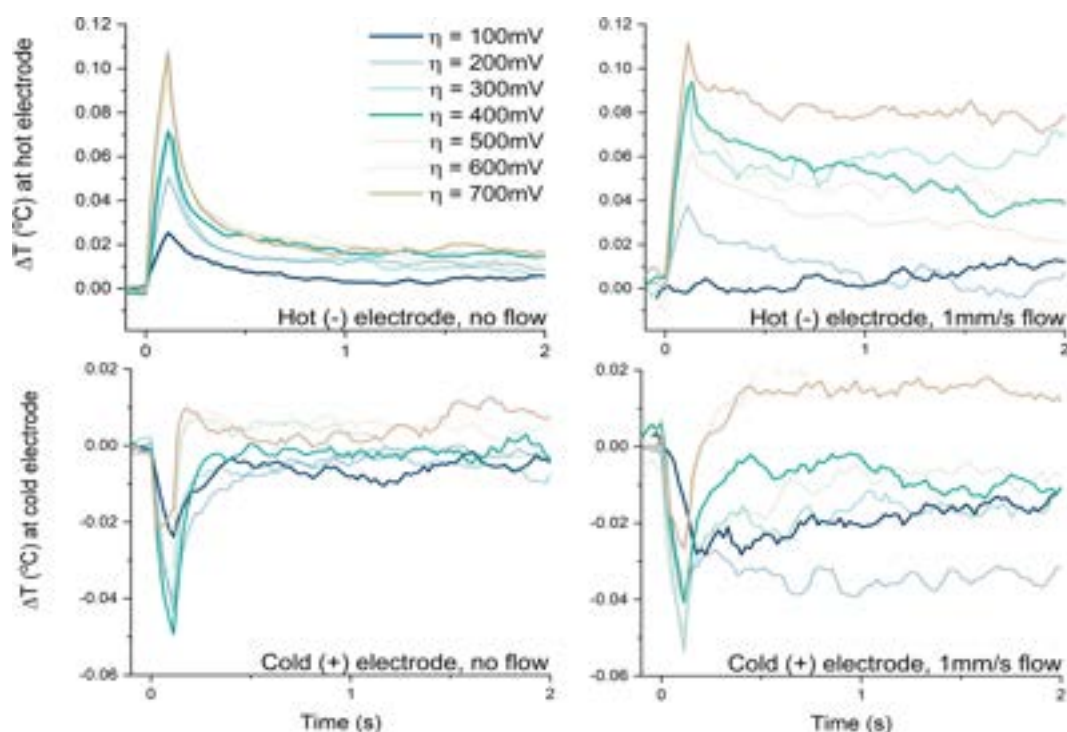 ΔT (ºC) at hot electrode
0.12
0.10
0.08
0.06
0.04
0.02
0.00
η = 100mV
η = 200mV
η = 300mV
η = 400mV
η = 500mV
η = 600mV
η = 700mV
Hot (-) electrode, no flow
0
1
2
0.12
0.10
0.08
0.06
0.04
0.02
0.00
Hot (-) electrode, 1mm/s flow
0
1
2
ΔT (ºC) at cold electrode
0.02
0.00
-0.02
-0.04
-0.06
Cold (+) electrode, no flow
0
1
2
Time (s)
0.02
0.00
-0.02
-0.04
-0.06
Cold (+) electrode, 1mm/s flow
0
1
2
Time (s)